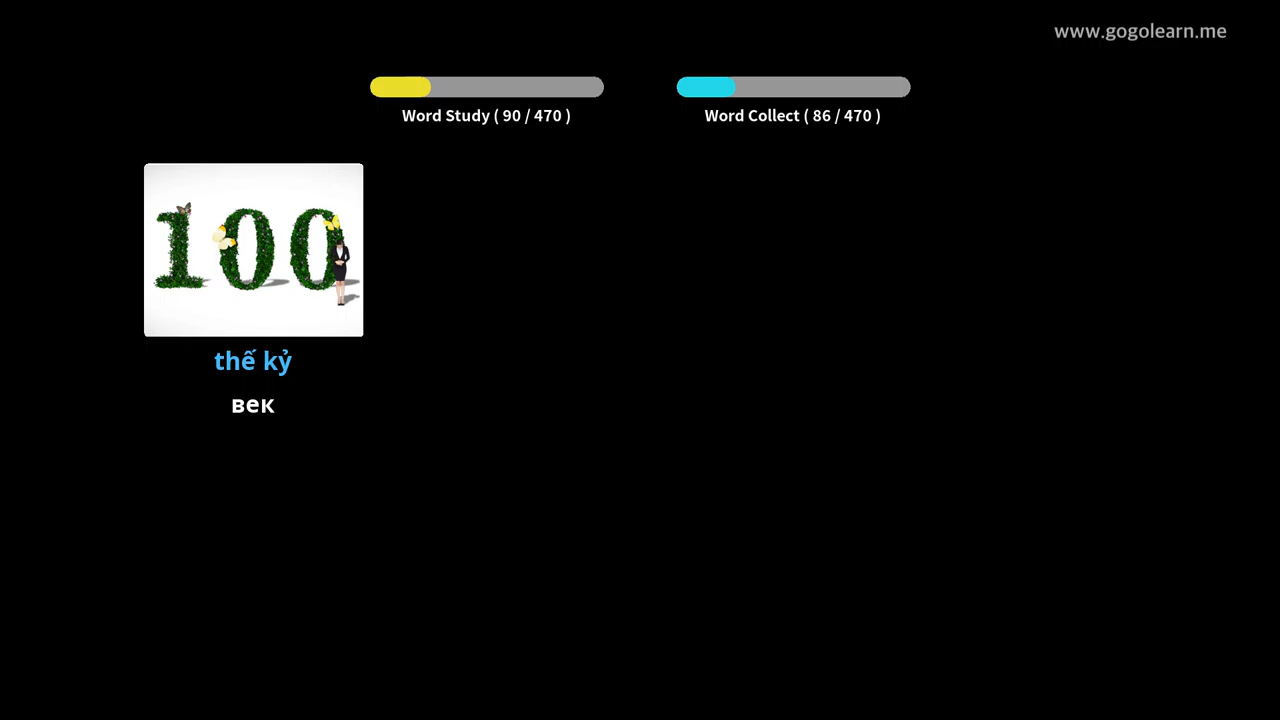 www.gogolearn.me
Word Study ( 90 / 470 )
Word Collect ( 86 / 470 )
100
thế kỷ
век